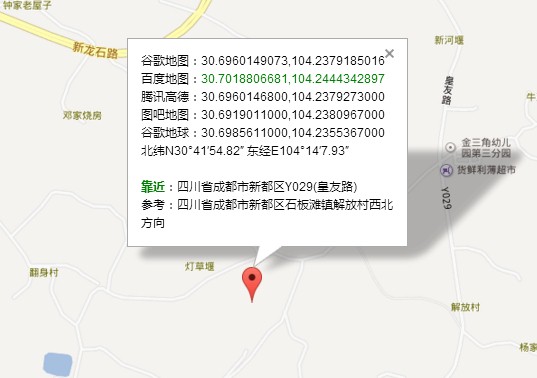 钟家老屋子
新龙石路
邓家烧房
新河堰
皇友路
谷歌地图：30.6960149073,104.2379185016
百度地图：30.7018806681,104.2444342897
腾讯高德：30.6960146800,104.2379273000
图吧地图：30.6919011000,104.2380967000
谷歌地球：30.6985611000,104.2355367000
北纬N30°41′54.82″ 东经E104°14′7.93″
靠近：四川省成都市新都区Y029(皇友路)
参考：四川省成都市新都区石板滩镇解放村西北
方向
牛
金三角幼儿
园第三分园
货鲜利薄超市
Y029
灯草堰
翻身村
解放村
杨家